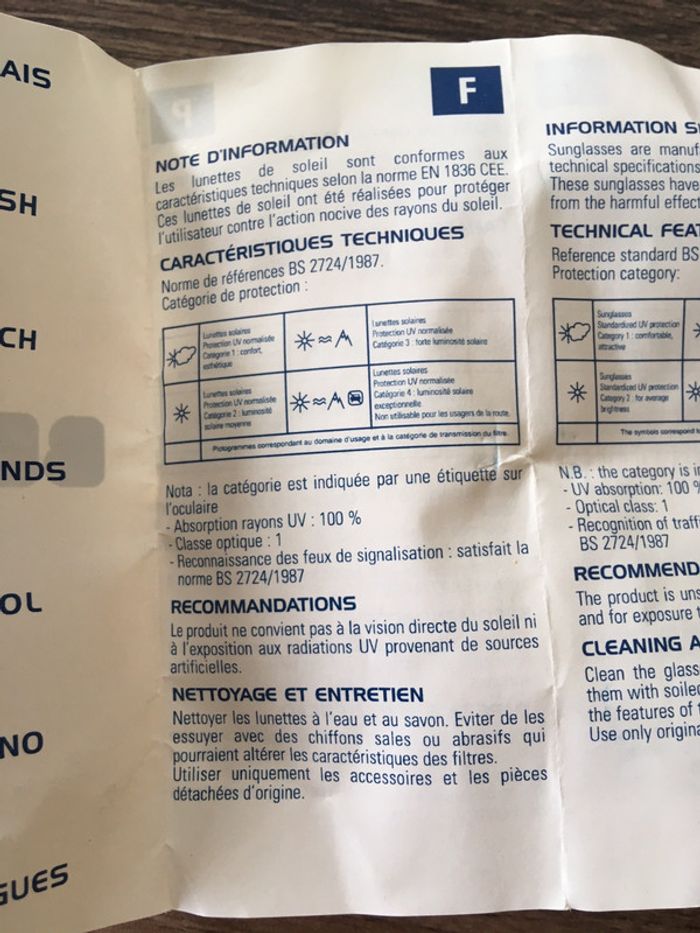 AIS
SH
CH
NDS
OL
NO
GUES
F
NOTE D'INFORMATION
Les lunettes de soleil sont conformes aux
caractéristiques techniques selon la norme EN 1836 CEE.
Ces lunettes de soleil ont été réalisées pour protéger
l'utilisateur contre l'action nocive des rayons du soleil.
CARACTÉRISTIQUES TECHNIQUES
Norme de références BS 2724/1987.
Catégorie de protection :
Lunettes solaires
Protection UV normalisée
Catégorie 1 : confort,
esthétique
Lunettes solaires
Protection UV normalisée
Catégorie 3 : forte luminosité solaire
Lunettes solaires
Protection UV normalisée
Catégorie 2 : luminosité
solaire moyenne
Lunettes solaires
Protection UV normalisée
Catégorie 4 : luminosité solaire
exceptionnelle
Non utilisable pour les usagers de la route.
Pictogrammes correspondant au domaine d'usage et à la catégorie de transmission du filtre.
Nota : la catégorie est indiquée par une étiquette sur
l'oculaire
- Absorption rayons UV : 100 %
- Classe optique : 1
- Reconnaissance des feux de signalisation : satisfait la
norme BS 2724/1987
RECOMMANDATIONS
Le produit ne convient pas à la vision directe du soleil ni
à l'exposition aux radiations UV provenant de sources
artificielles.
NETTOYAGE ET ENTRETIEN
Nettoyer les lunettes à l'eau et au savon. Eviter de les
essuyer avec des chiffons sales ou abrasifs qui
pourraient altérer les caractéristiques des filtres.
Utiliser uniquement les accessoires et les pièces
détachées d'origine.
INFORMATION S
Sunglasses are manuf
technical specifications
These sunglasses have
from the harmful effect
TECHNICAL FEAT
Reference standard BS
Protection category:
Sunglasses
Standardized UV protection
Category 1 : comfortable,
attractive
Sunglasses
Standardized UV protection
Category 2 : for average
brightness
The symbols correspond t
N.B. : the category is i
- UV absorption: 100 %
- Optical class: 1
- Recognition of traff
BS 2724/1987
RECOMMEND
The product is uns
and for exposure
CLEANING A
Clean the glass
them with soiled
the features of
Use only origina